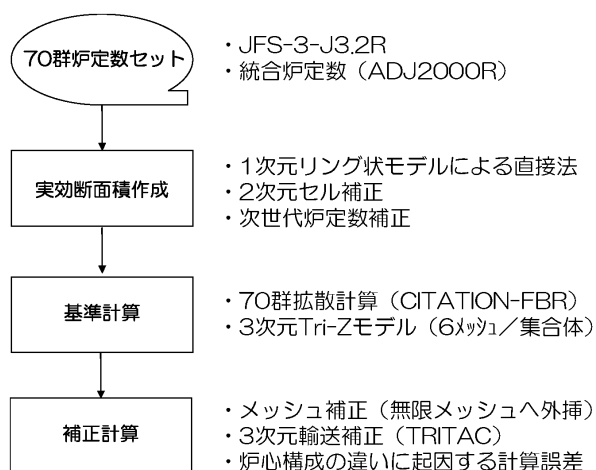 70群炉定数セット
・JFS-3-J3.2R
・統合炉定数（ADJ2000R）
実効断面積作成
・1次元リング状モデルによる直接法
・2次元セル補正
・次世代炉定数補正
基準計算
・70群拡散計算（CITATION-FBR）
・3次元Tri-Zモデル（6ﾒｯｼｭ／集合体）
補正計算
・メッシュ補正（無限メッシュへ外挿）
・3次元輸送補正（TRITAC）
・炉心構成の違いに起因する計算誤差